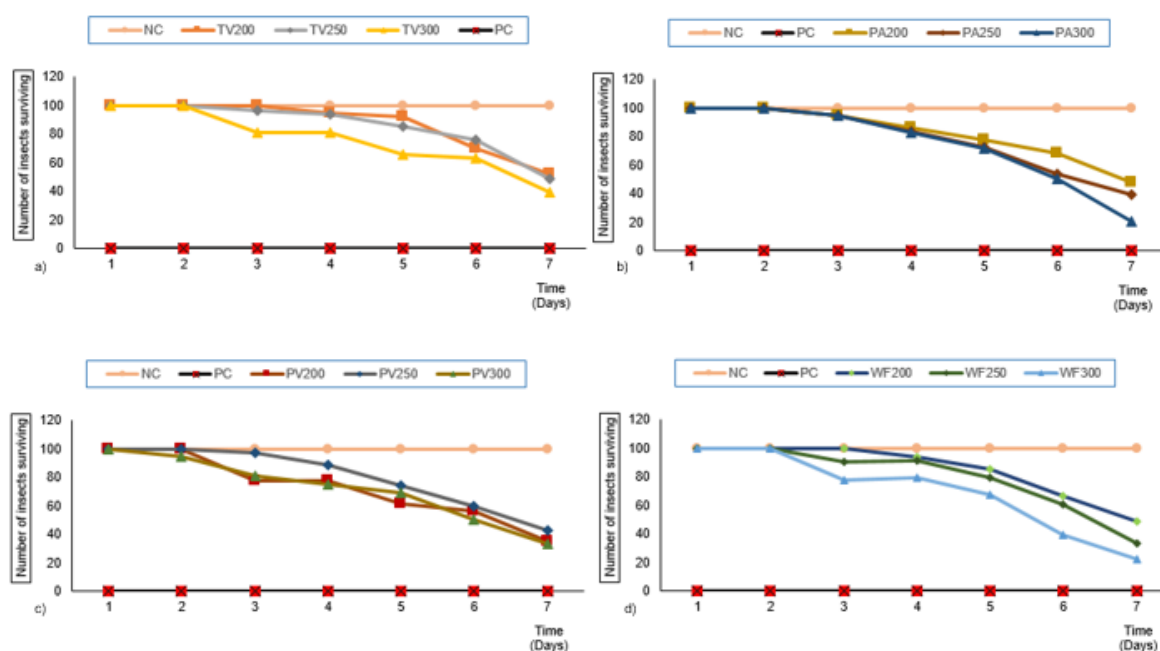 NC TV200 TV250 TV300 PC
Number of insects surviving
120
100
80
60
40
20
0
1 2 3 4 5 6 7
a)
Time
(Days)
NC PC PA200 PA250 PA300
Number of insects surviving
120
100
80
60
40
20
0
1 2 3 4 5 6 7
b)
Time
(Days)
NC PC PV200 PV250 PV300
Number of insects surviving
120
100
80
60
40
20
0
1 2 3 4 5 6 7
c)
Time
(Days)
NC PC WF200 WF250 WF300
Number of insects surviving
120
100
80
60
40
20
0
1 2 3 4 5 6 7
d)
Time
(Days)